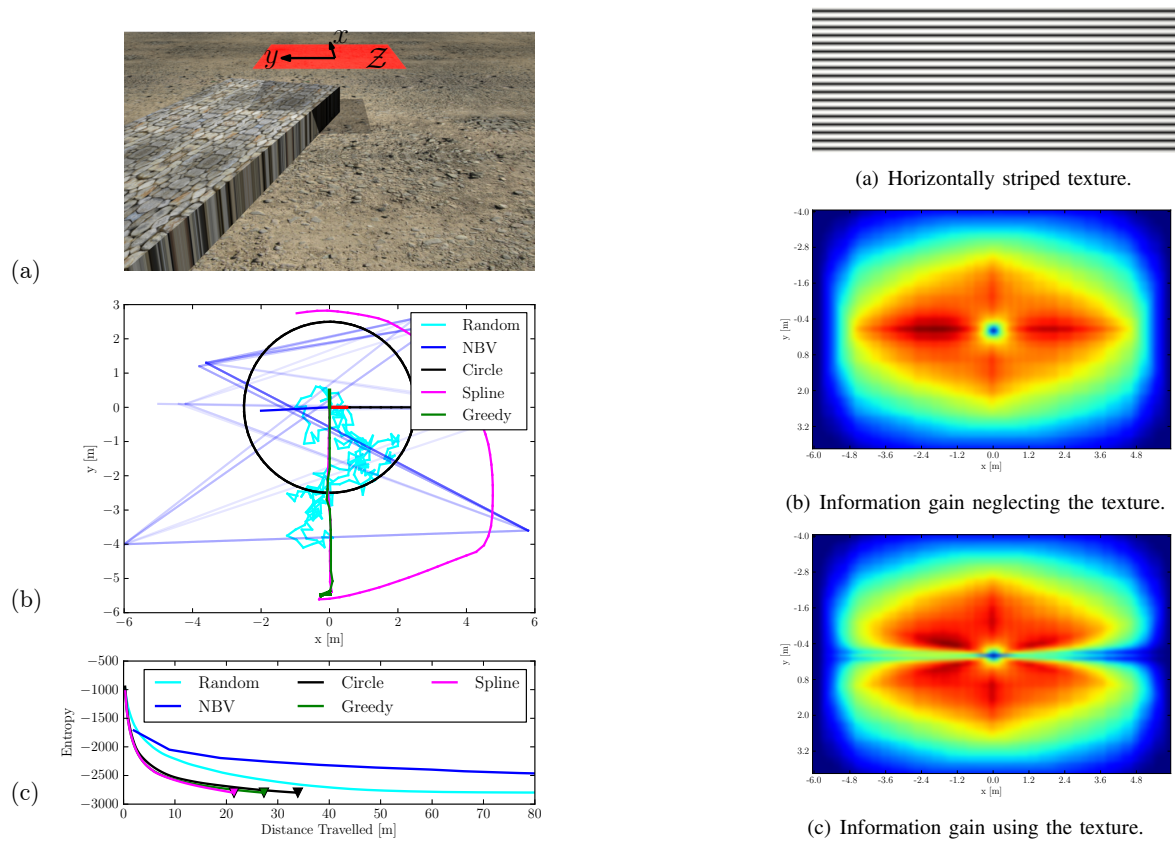 x
y
Z
(a)
3
2
1
0
−1
−2
−3
−4
−5
−6
y [m]
Random
NBV
Circle
Spline
Greedy
−6
−4
−2
0
2
4
6
x [m]
(b)
−500
−1000
−1500
−2000
−2500
−3000
Entropy
Random
NBV
Circle
Greedy
Spline
0
10
20
30
40
50
60
70
80
Distance Travelled [m]
(c)
(a) Horizontally striped texture.
-4.0
-2.8
-1.6
-0.4
0.8
2.0
3.2
y [m]
-6.0
-4.8
-3.6
-2.4
-1.2
0.0
1.2
2.4
3.6
4.8
x [m]
(b) Information gain neglecting the texture.
-4.0
-2.8
-1.6
-0.4
0.8
2.0
3.2
y [m]
-6.0
-4.8
-3.6
-2.4
-1.2
0.0
1.2
2.4
3.6
4.8
x [m]
(c) Information gain using the texture.